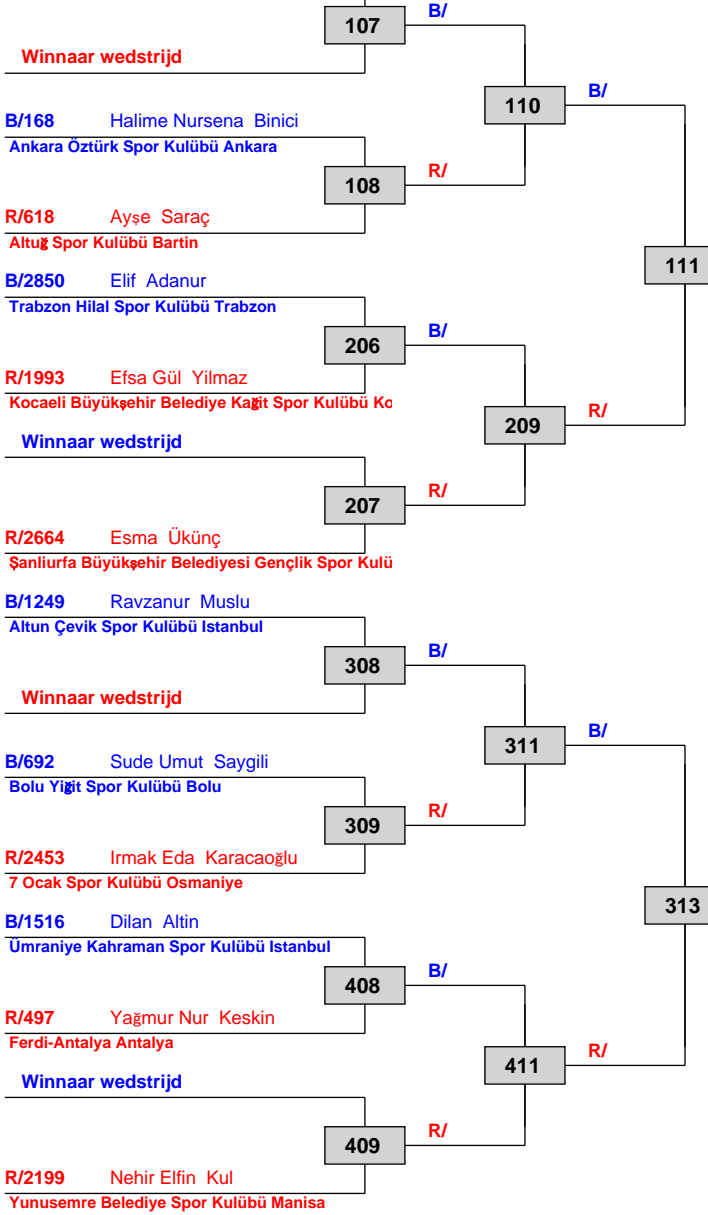 B/
107
Winnaar wedstrijd
B/
110
B/168 Halime Nursena Binici
Ankara Öztürk Spor Kulübü Ankara
R/
108
R/618 Ayşe Saraç
Altuğ Spor Kulübü Bartin
111
B/2850 Elif Adanur
Trabzon Hilal Spor Kulübü Trabzon
B/
206
R/1993 Efsa Gül Yilmaz
Kocaeli Büyükşehir Belediye Kağit Spor Kulübü Ko
R/
209
Winnaar wedstrijd
R/
207
R/2664 Esma Ükünç
Şanliurfa Büyükşehir Belediyesi Gençlik Spor Kulü
B/1249 Ravzanur Muslu
Altun Çevik Spor Kulübü Istanbul
B/
308
Winnaar wedstrijd
B/
311
B/692 Sude Umut Saygili
Bolu Yiğit Spor Kulübü Bolu
R/
309
R/2453 Irmak Eda Karacaoğlu
7 Ocak Spor Kulübü Osmaniye
313
B/1516 Dilan Altin
Ümraniye Kahraman Spor Kulübü Istanbul
B/
408
R/497 Yağmur Nur Keskin
Ferdi-Antalya Antalya
R/
411
Winnaar wedstrijd
R/
409
R/2199 Nehir Elfin Kul
Yunusemre Belediye Spor Kulübü Manisa